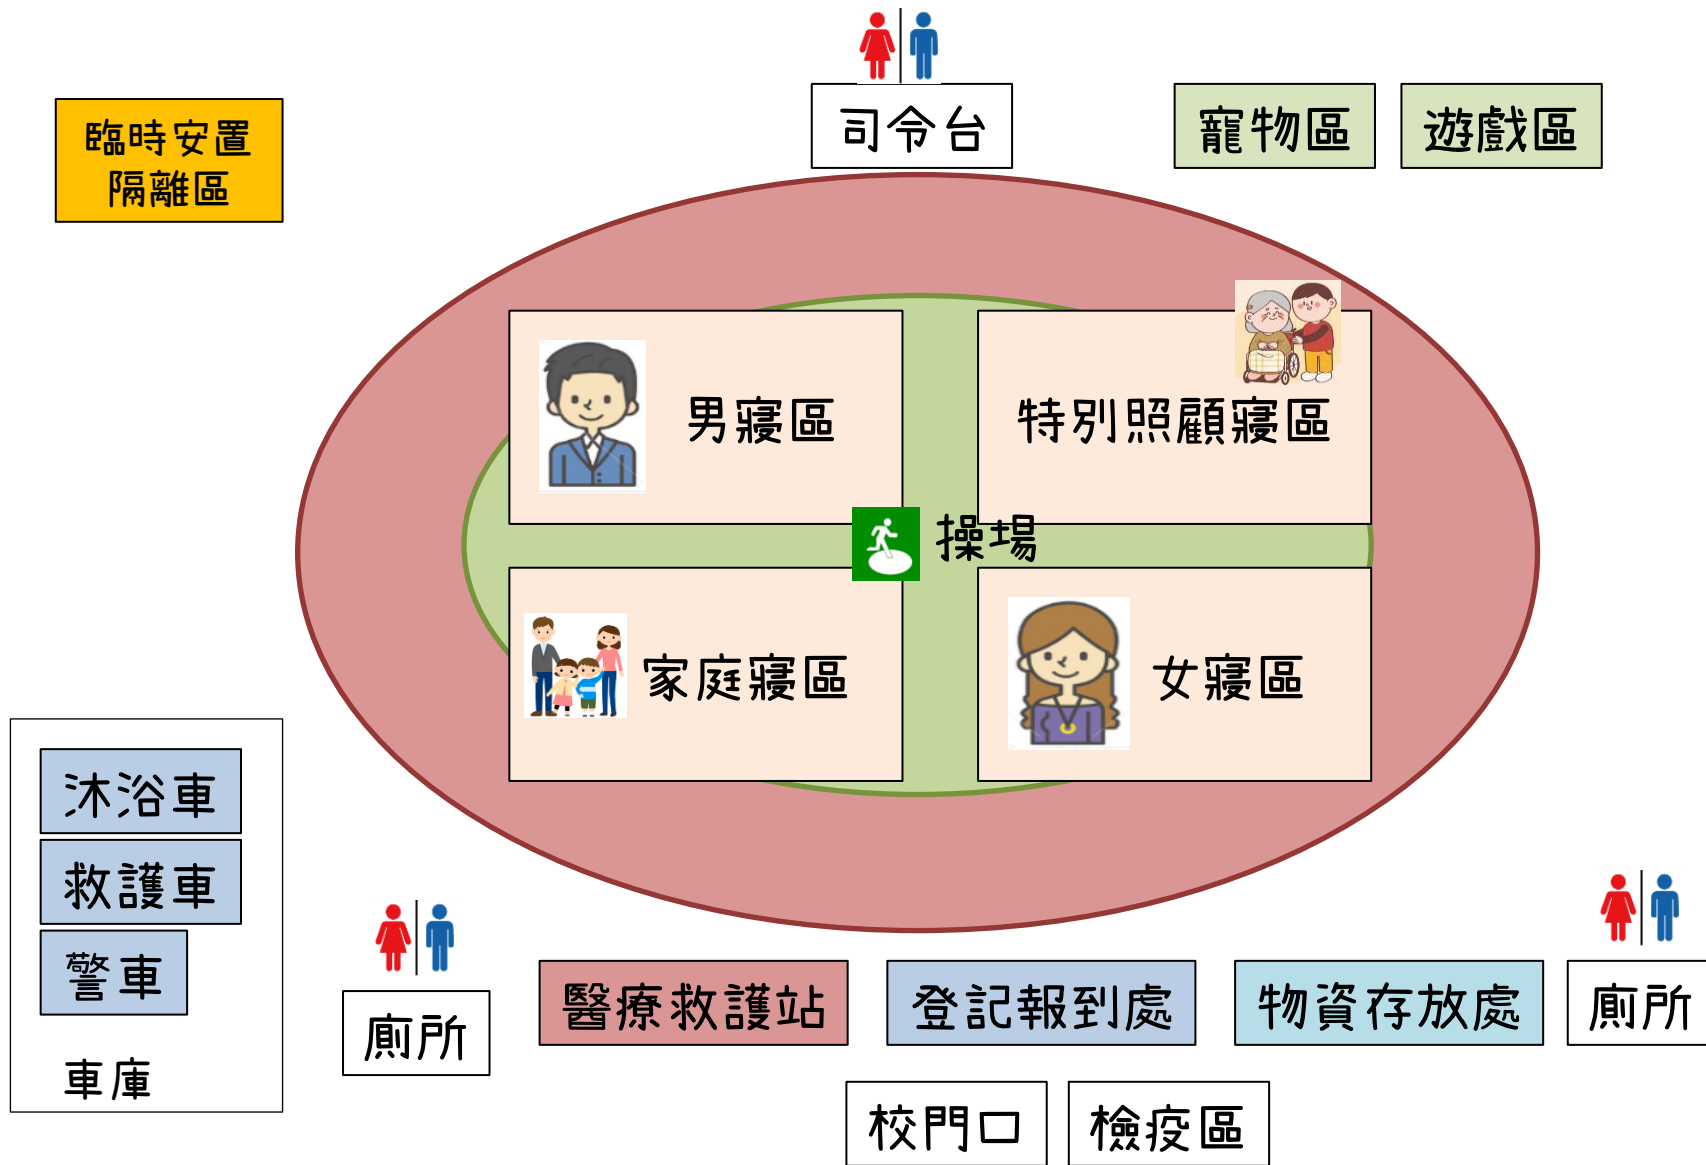 司令台
寵物區
遊戲區
臨時安置
隔離區
男寢區
特別照顧寢區
操場
家庭寢區
女寢區
沐浴車
救護車
警車
車庫
廁所
醫療救護站
登記報到處
物資存放處
廁所
校門口
檢疫區